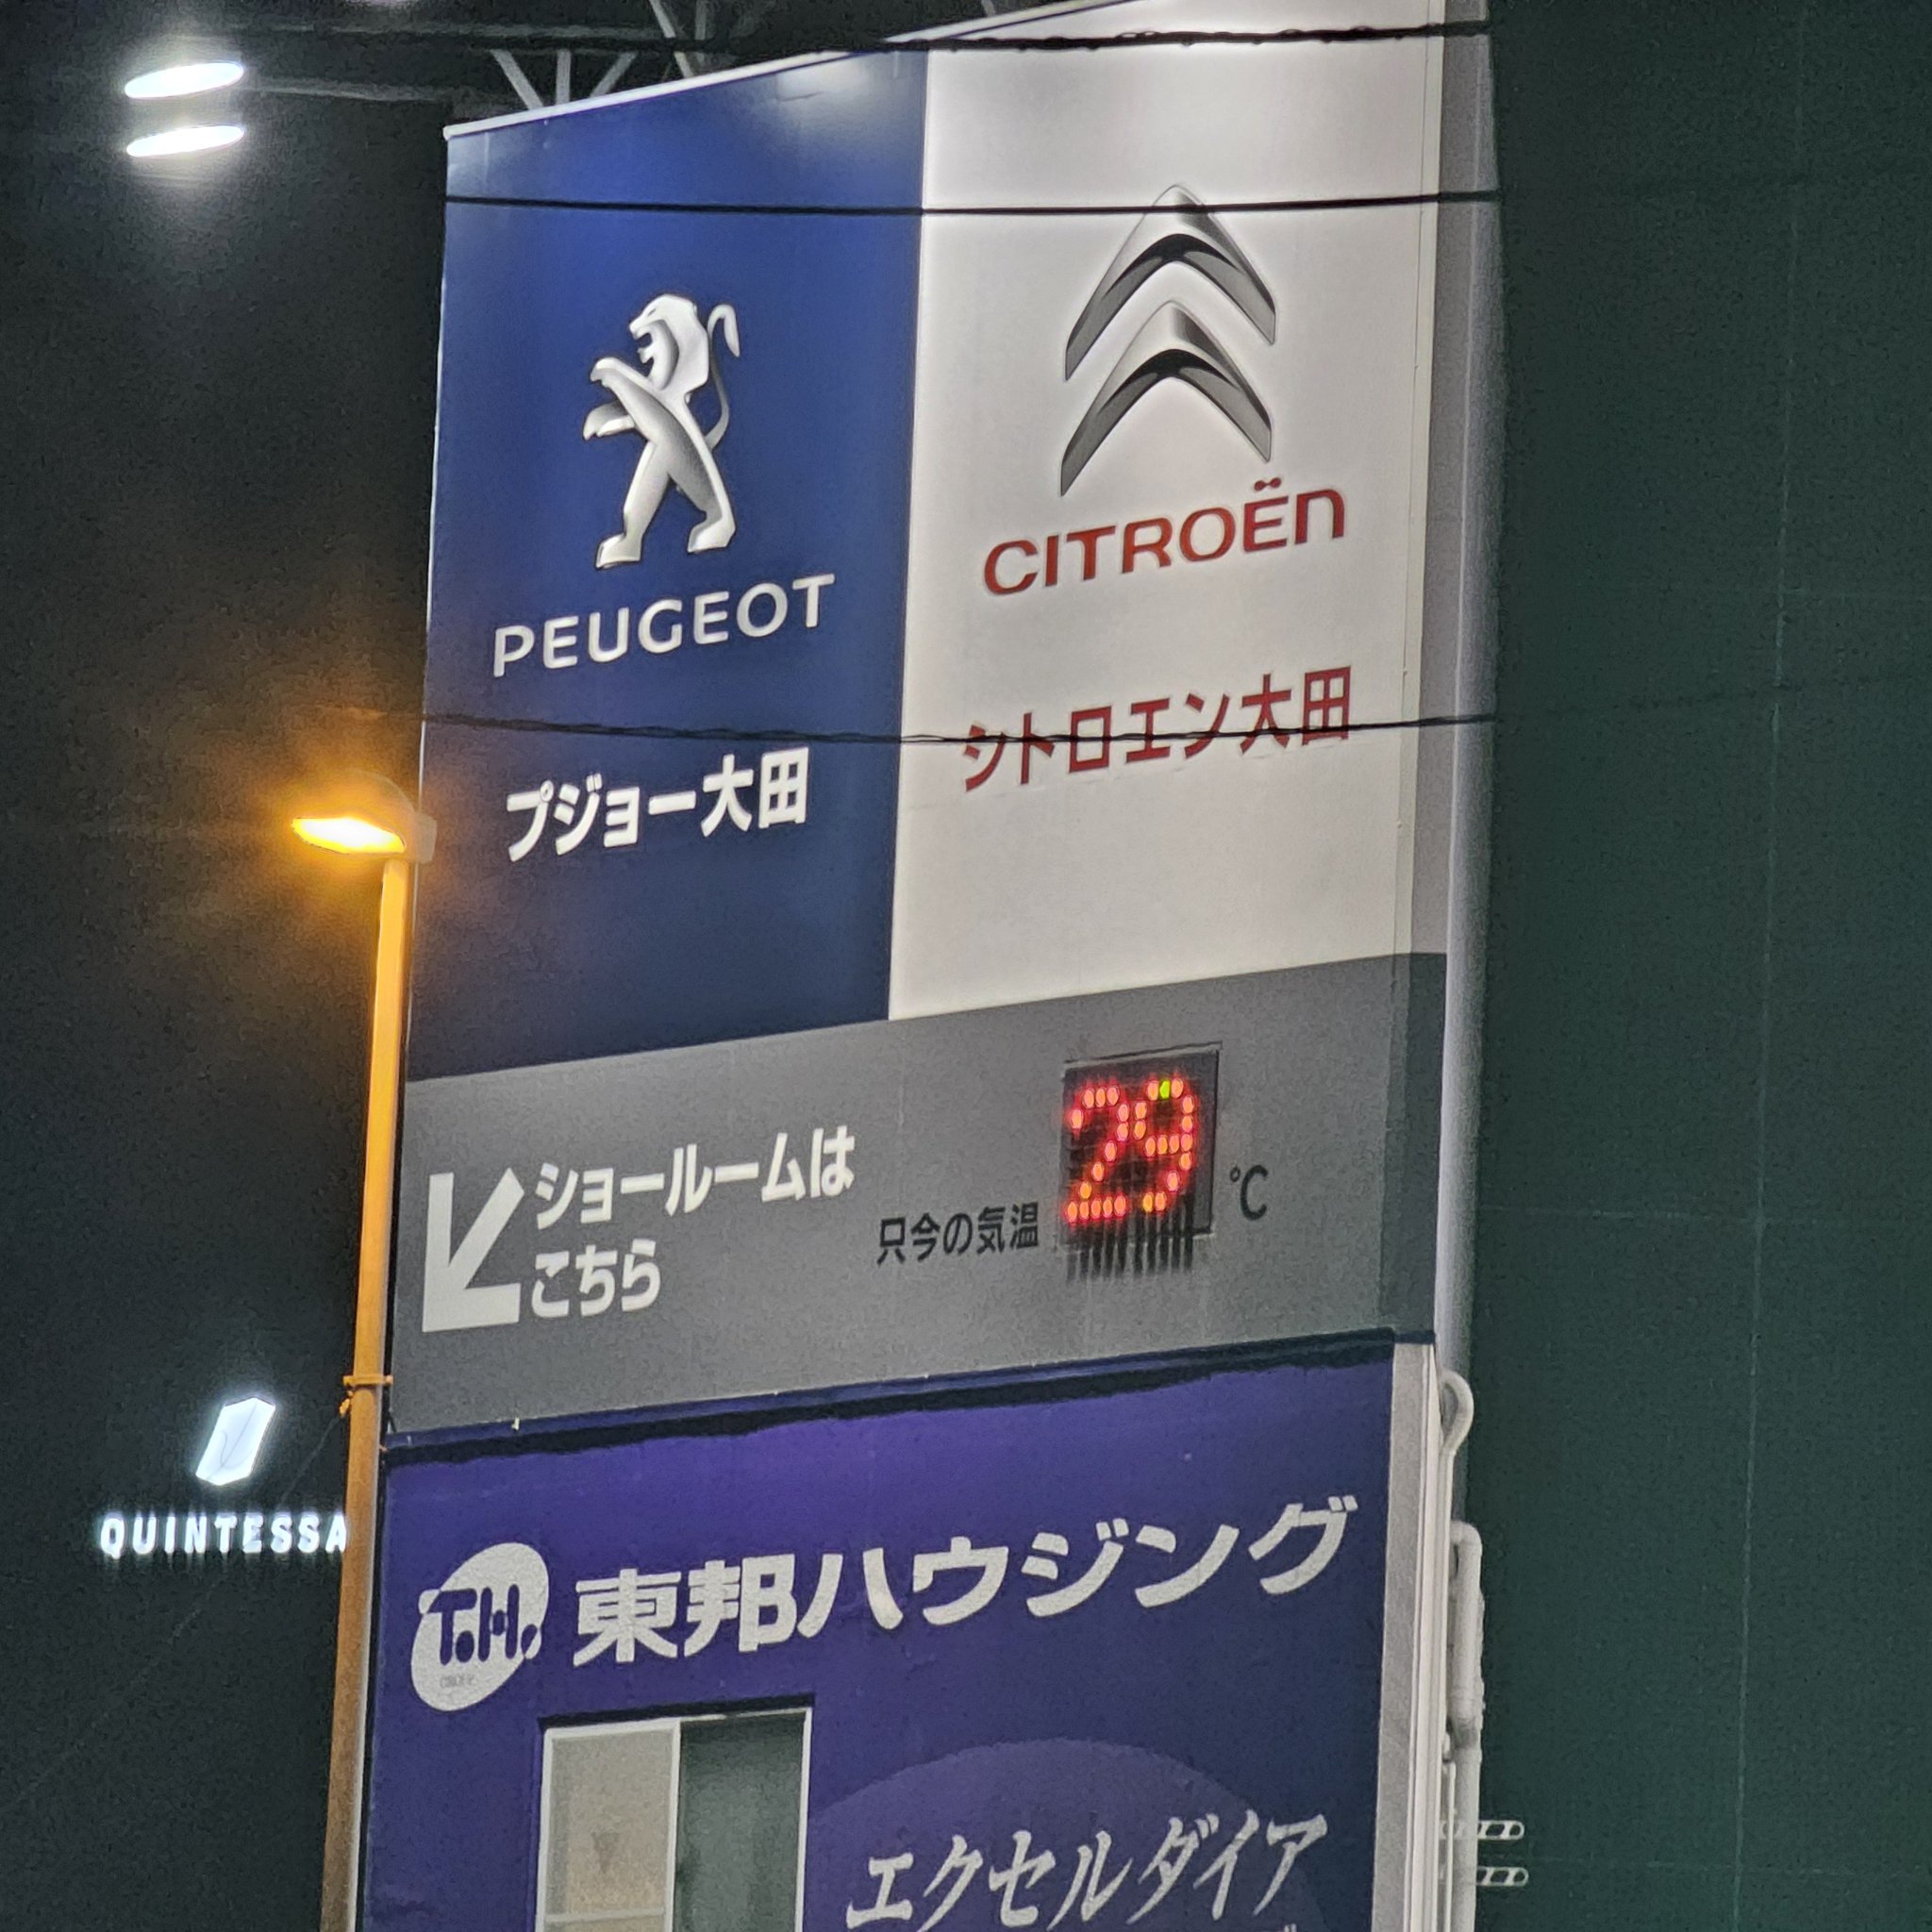 PEUGEOT
プジョー大田
CITROËn
シトロエン大田
ショールームは
こちら
只今の気温
29
℃
QUINTESSA
T.H.
東邦ハウジング
エクセルダイア